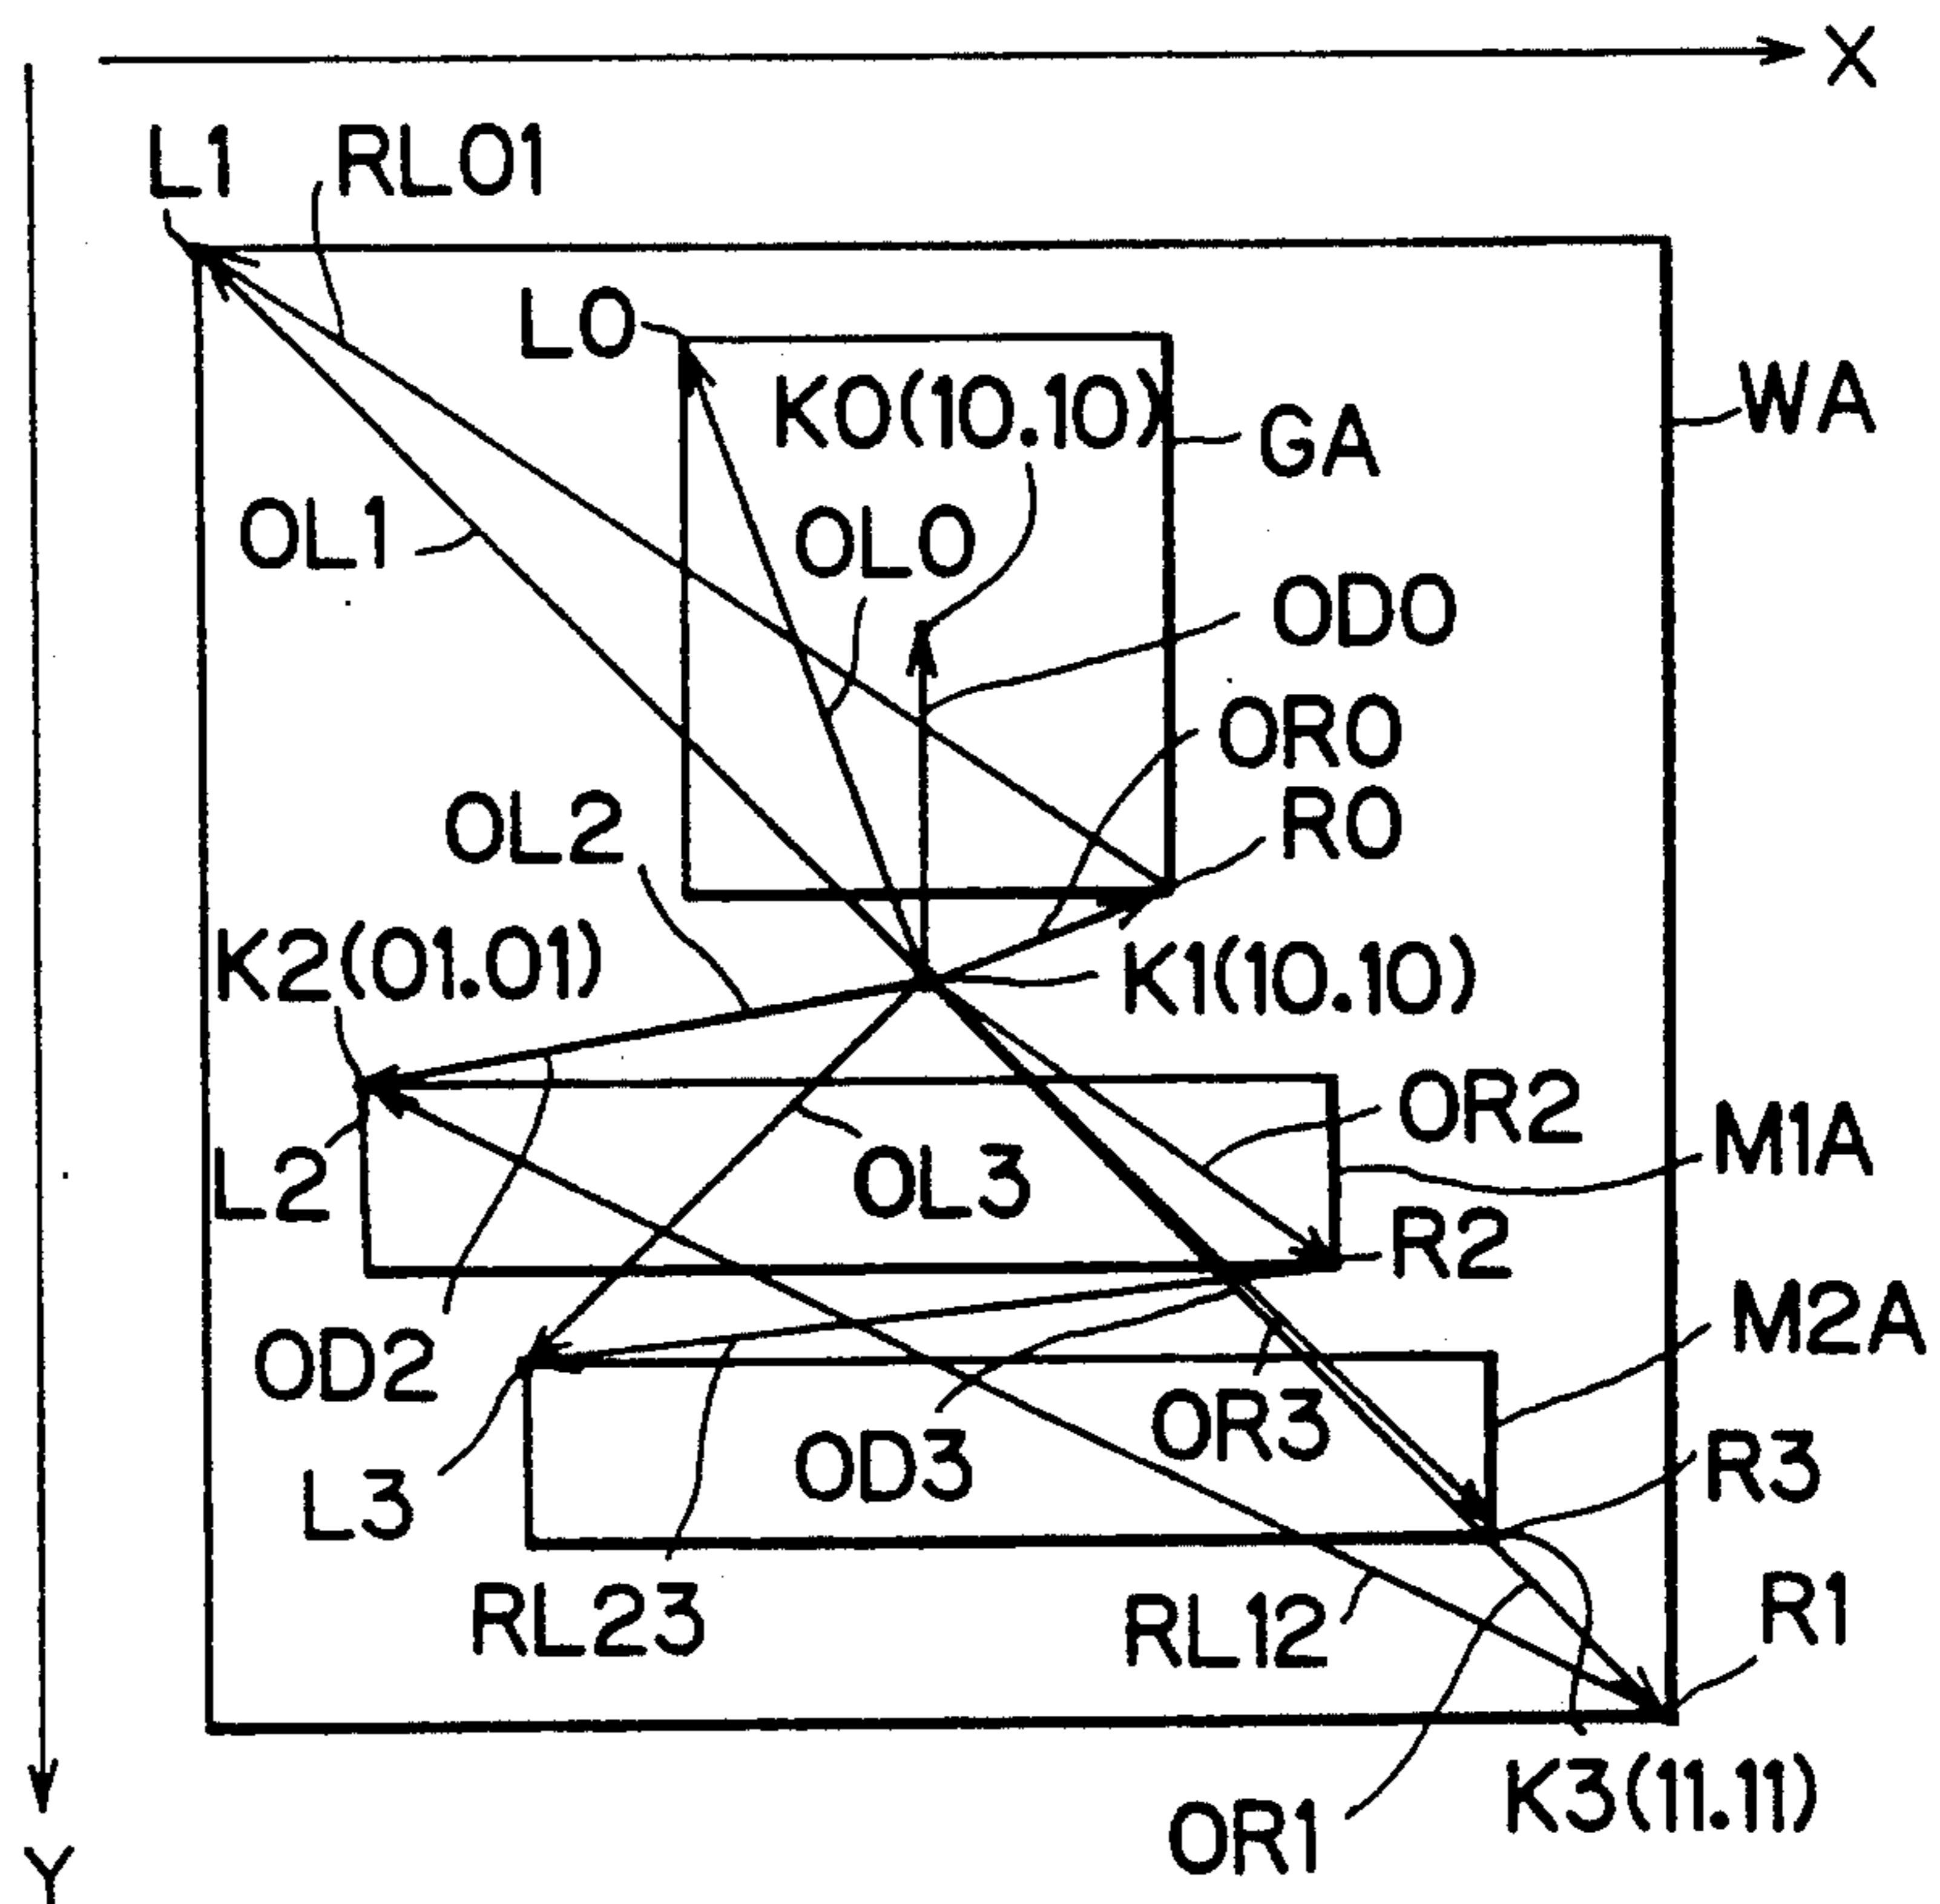 X
L1
RL01
L0
K0(10.10)
WA
GA
OL1
OL0
OD0
OR0
OL2
R0
K2(01.01)
K1(10.10)
OR2
M1A
L2
OL3
R2
M2A
OD2
OR3
L3
OD3
R3
RL23
RL12
R1
K3(11.11)
OR1
Y